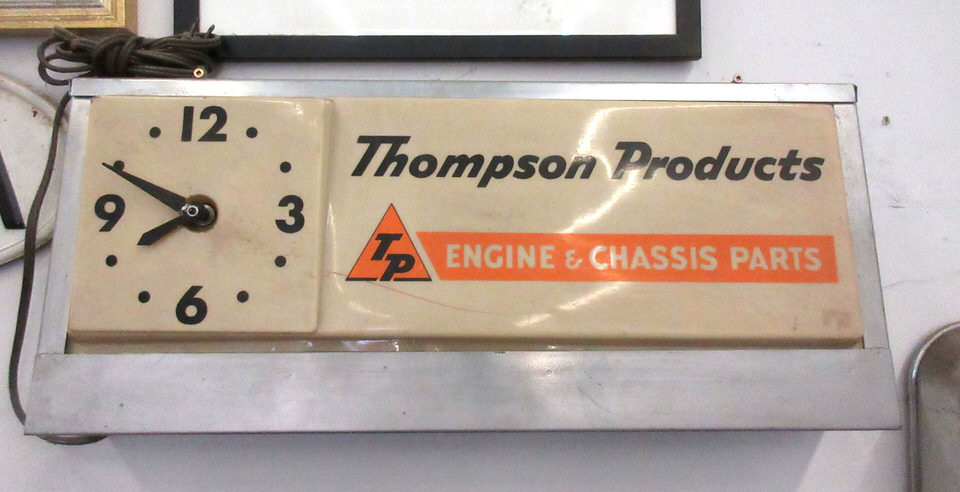 12
9 3
6
Thompson Products
TP ENGINE & CHASSIS PARTS